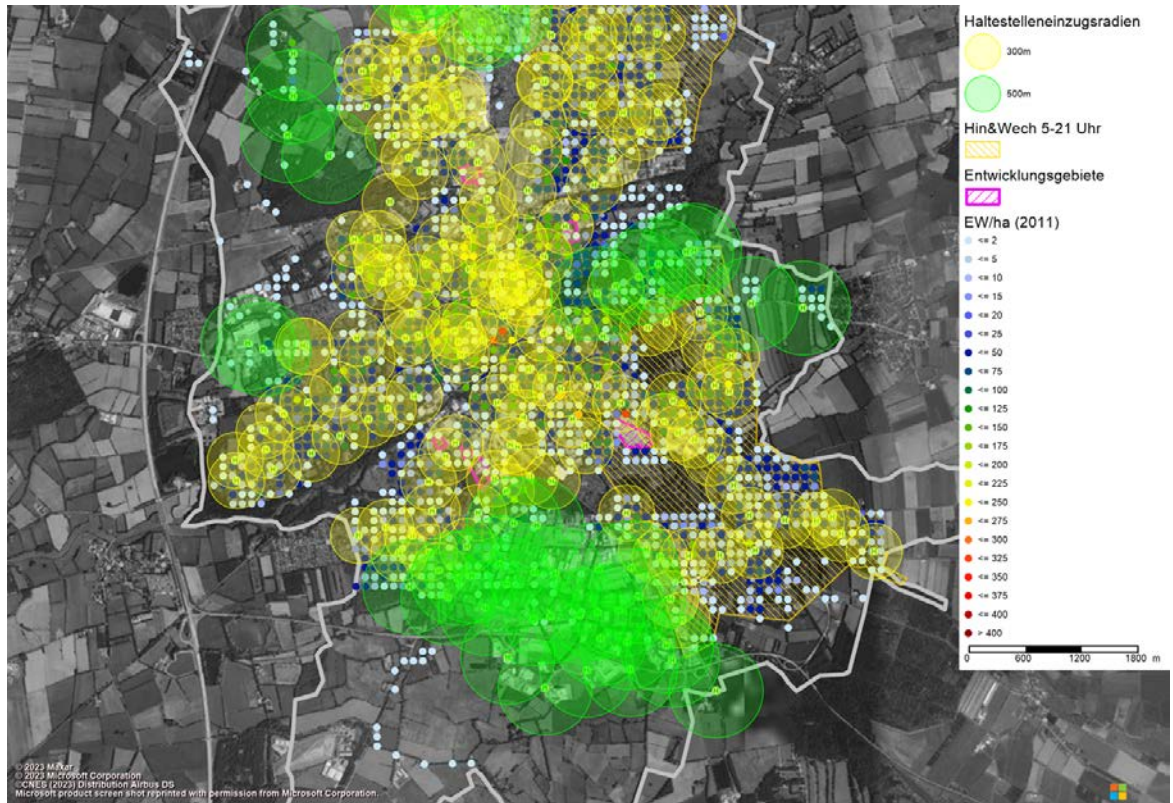 Haltestelleneinzugsradien
300m
500m
Hin&Wech 5-21 Uhr
Entwicklungsgebiete
EW/ha (2011)
<= 2
<= 5
<= 10
<= 15
<= 20
<= 25
<= 50
<= 75
<= 100
<= 125
<= 150
<= 175
<= 200
<= 225
<= 250
<= 275
<= 300
<= 325
<= 350
<= 375
<= 400
> 400
0 600 1200 1800 m
© 2023 Maxar
© 2023 Microsoft Corporation
©CNES (2023) Distribution Airbus DS
Microsoft product screen shot reprinted with permission from Microsoft Corporation.